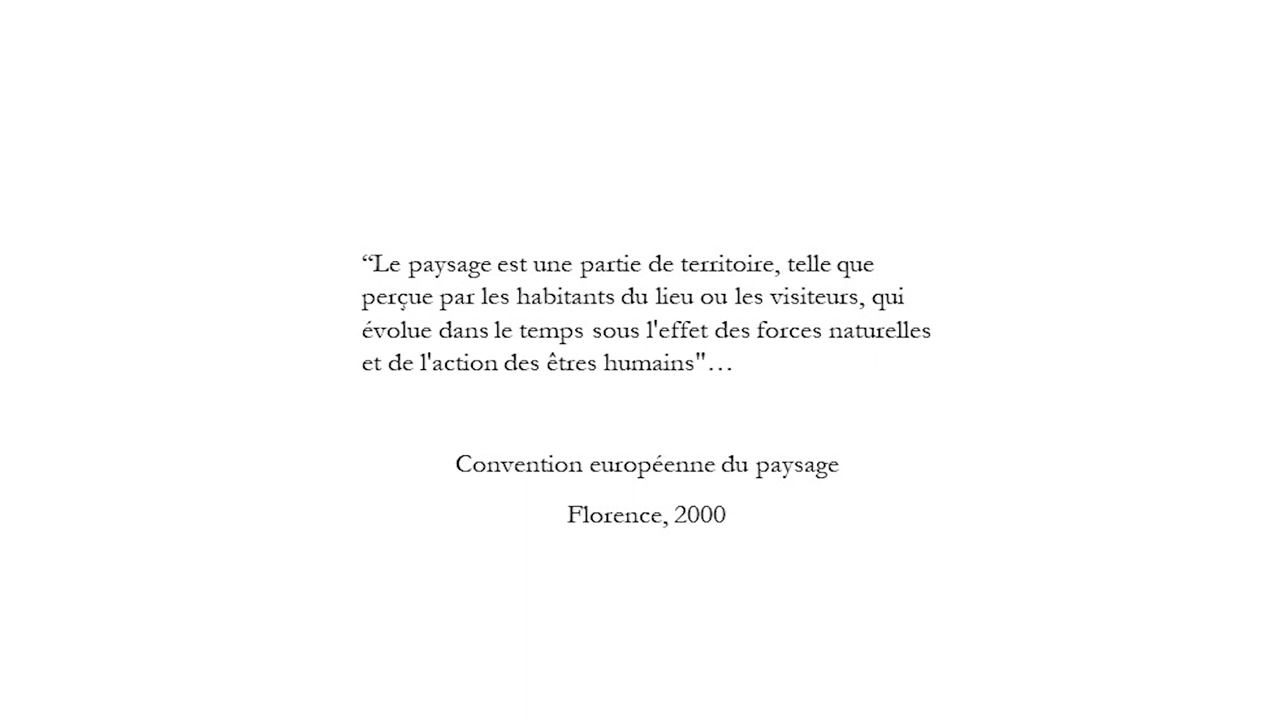 “Le paysage est une partie de territoire, telle que
perçue par les habitants du lieu ou les visiteurs, qui
évolue dans le temps sous l'effet des forces naturelles
et de l'action des êtres humains"…
Convention européenne du paysage
Florence, 2000